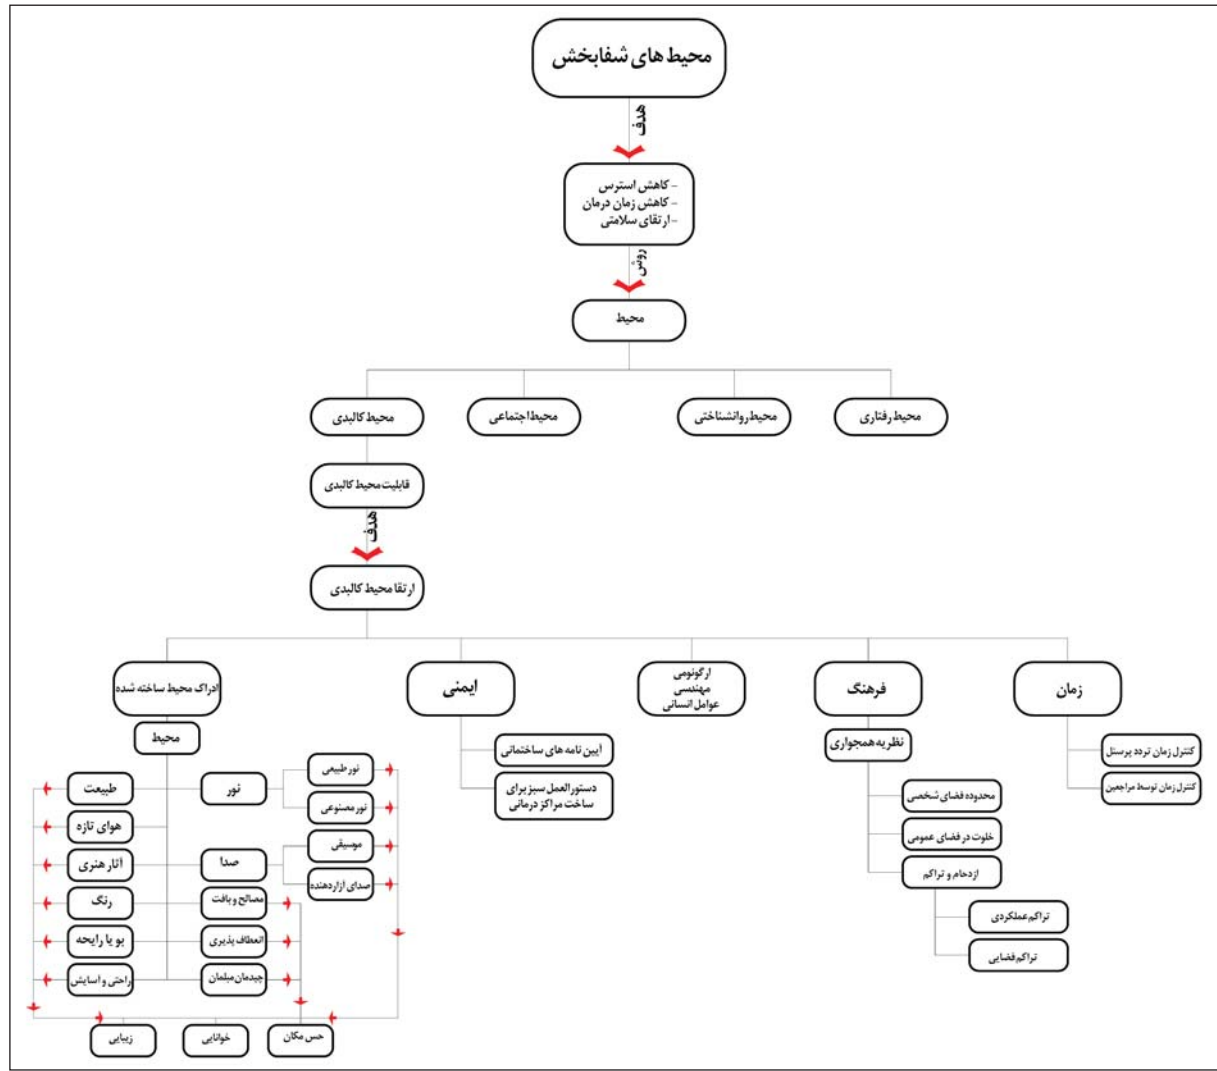 محیط های شفابخش
هدف
- کاهش استرس
- کاهش زمان درمان
- ارتقای سلامتی
روش
محیط
محیط رفتاری
محیط روانشناختی
محیط اجتماعی
محیط کالبدی
قابلیت محیط کالبدی
هدف
ارتقا محیط کالبدی
زمان
فرهنگ
ارگونومی
مهندسی
عوامل انسانی
ایمنی
ادراک محیط ساخته شده
کنترل زمان تردد پرسنل
کنترل زمان توسط مراجعین
نظریه همجواری
محدوده فضای شخصی
خلوت در فضای عمومی
ازدحام و تراکم
تراکم عملکردی
تراکم فضایی
آیین نامه های ساختمانی
دستورالعمل سبز برای
ساخت مراکز درمانی
محیط
نور
نور طبیعی
نور مصنوعی
صدا
موسیقی
صدای آزاردهنده
مصالح و بافت
انعطاف پذیری
چیدمان مبلمان
طبیعت
هوای تازه
آثار هنری
رنگ
بو یا رایحه
راحتی و آسایش
حس مکان
خوانایی
زیبایی